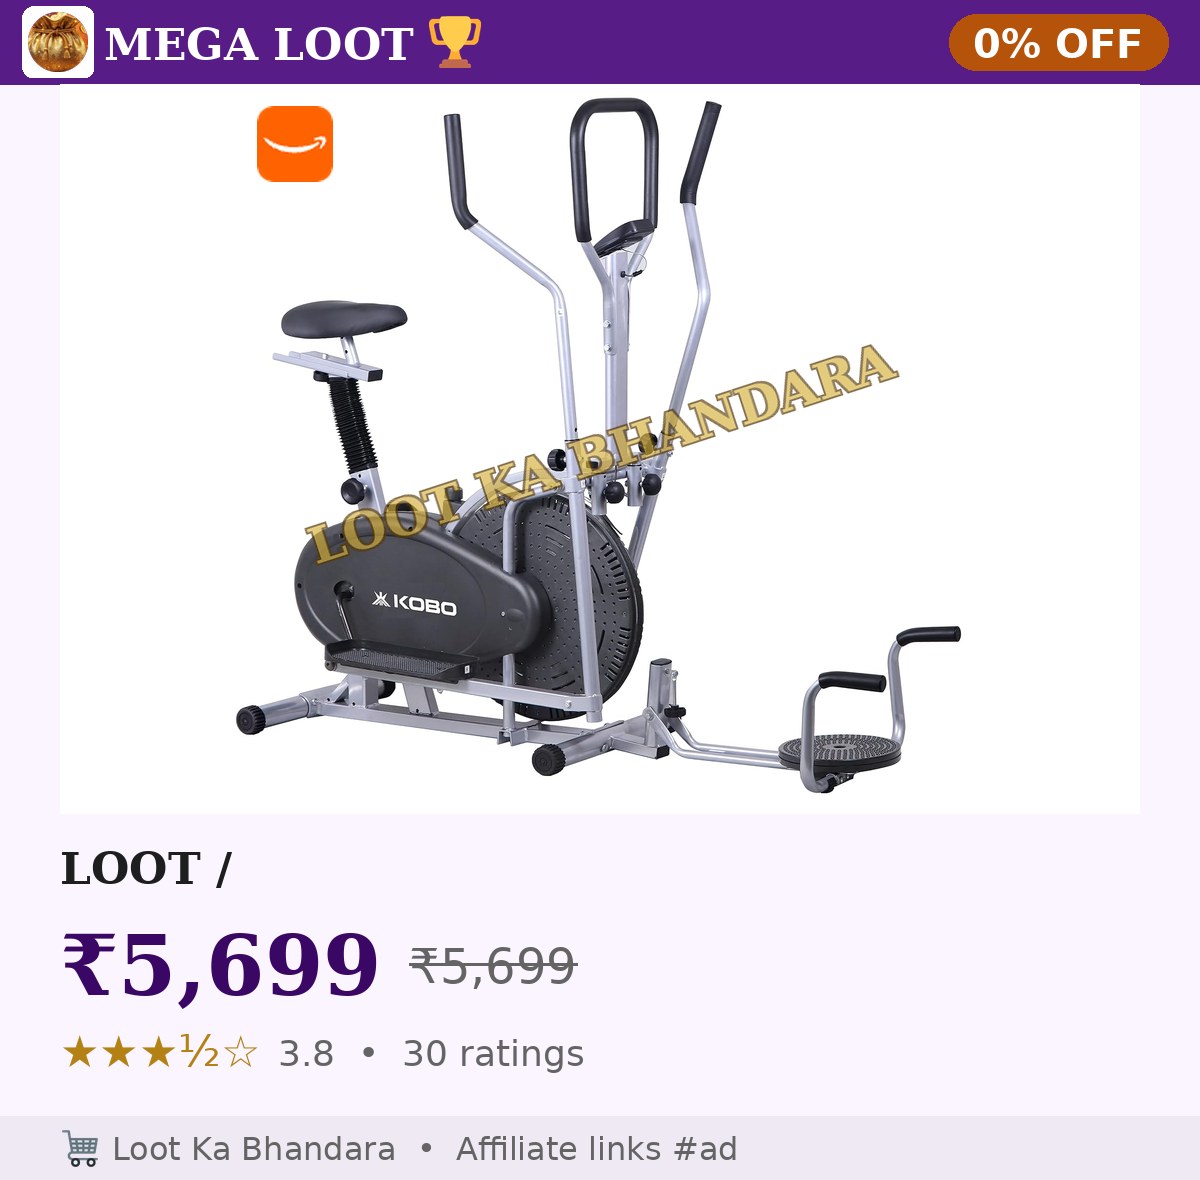 MEGA LOOT 🏆
0% OFF
LOOT KA BHANDARA
KOBO
LOOT /
₹5,699 ₹5,699
★★★½☆ 3.8 • 30 ratings
🛒 Loot Ka Bhandara • Affiliate links #ad